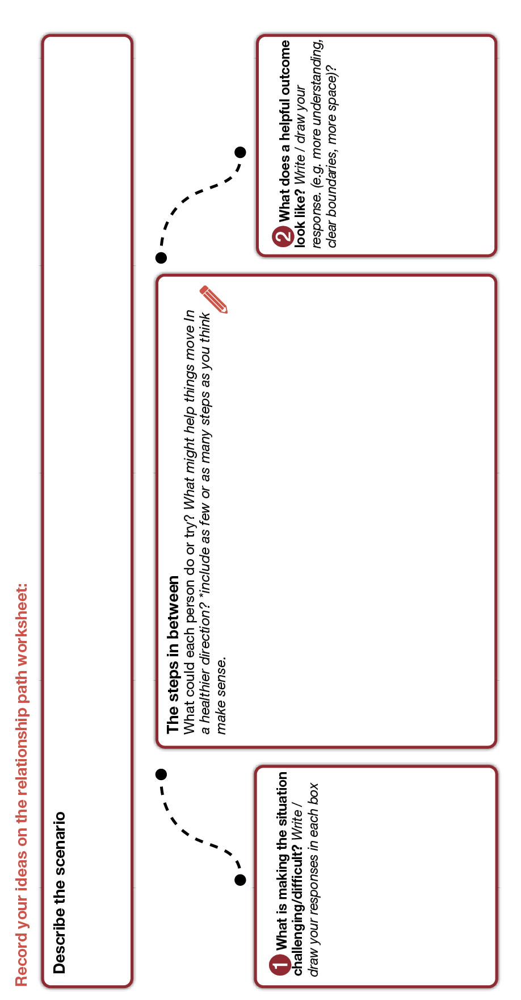 Record your ideas on the relationship path worksheet:
Describe the scenario
The steps in between
What could each person do or try? What might help things move In
a healthier direction? *include as few or as many steps as you think
make sense.
1 What is making the situation
challenging/difficult? Write /
draw your responses in each box
2 What does a helpful outcome
look like? Write / draw your
response. (e.g. more understanding,
clear boundaries, more space)?